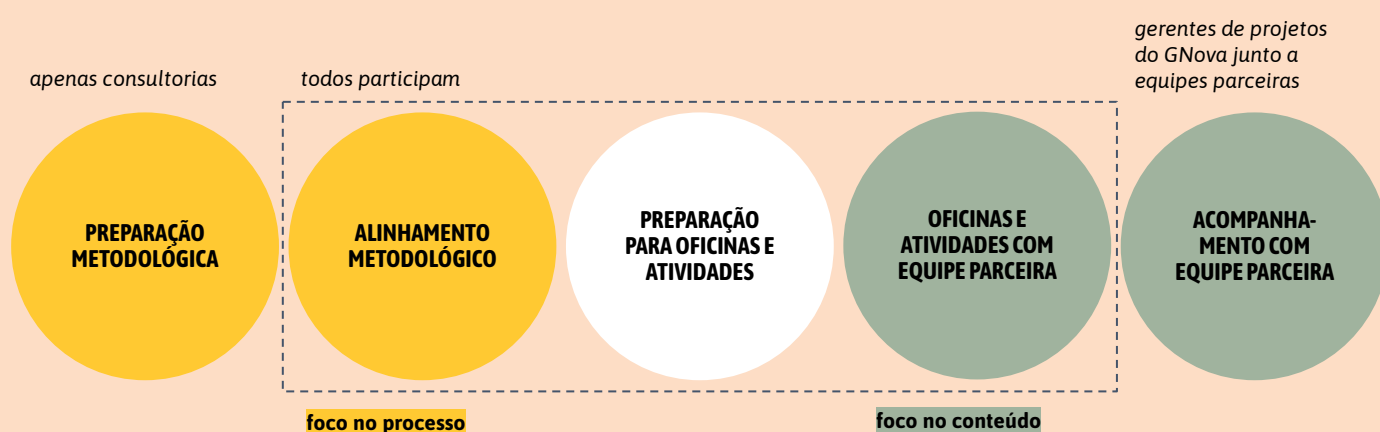 apenas consultorias
todos participam
gerentes de projetos
do GNova junto a
equipes parceiras
PREPARAÇÃO
METODOLÓGICA
ALINHAMENTO
METODOLÓGICO
PREPARAÇÃO
PARA OFICINAS E
ATIVIDADES
OFICINAS E
ATIVIDADES COM
EQUIPE PARCEIRA
ACOMPANHA-
MENTO COM
EQUIPE PARCEIRA
foco no processo
foco no conteúdo